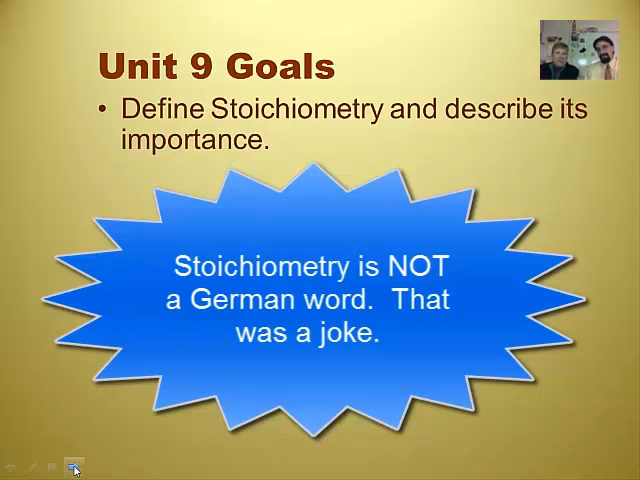 Unit 9 Goals
• Define Stoichiometry and describe its
importance.
Stoichiometry is NOT
a German word.  That
was a joke.